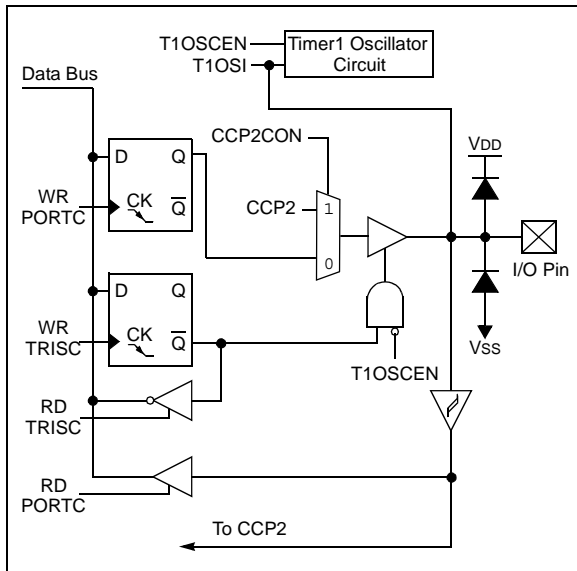 T1OSCEN
Timer1 Oscillator
Circuit
T1OSI
Data Bus
CCP2CON
VDD
D Q
WR
PORTC
CK
Q
CCP2
1
0
I/O Pin
D Q
WR
TRISC
CK
Q
VSS
T1OSCEN
RD
TRISC
RD
PORTC
To CCP2